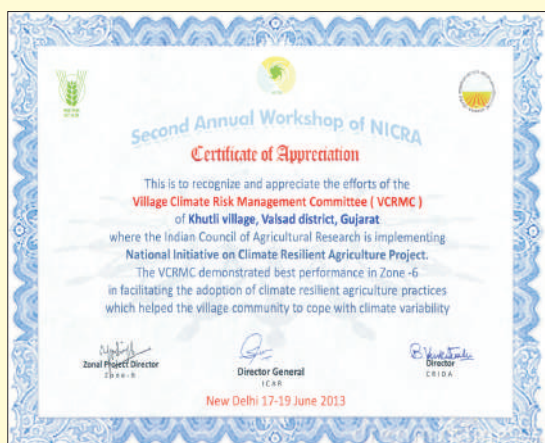 Second Annual Workshop of NICRA
Certificate of Appreciation
This is to recognize and appreciate the efforts of the
Village Climate Risk Management Committee ( VCRMC )
of Khutli village, Valsad district, Gujarat
where the Indian Council of Agricultural Research is implementing
National Initiative on Climate Resilient Agriculture Project.
The VCRMC demonstrated best performance in Zone -6
in facilitating the adoption of climate resilient agriculture practices
which helped the village community to cope with climate variability
Zonal Project Director
Director General
ICAR
Director
CRIDA
New Delhi 17-19 June 2013